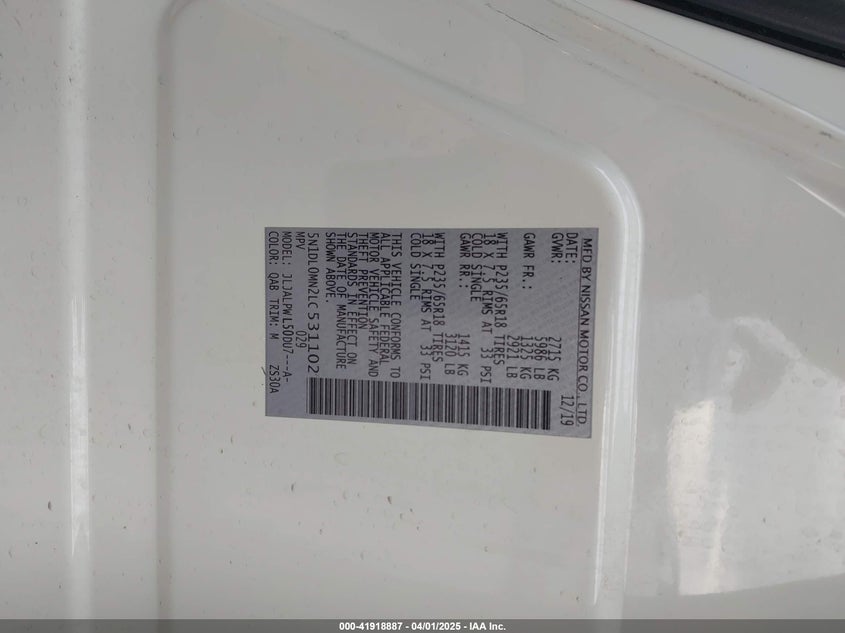 MFD BY NISSAN MOTOR CO., LTD.
DATE: 12/19
GVWR: 2715 KG
5986 LB
GAWR FR.: 1325 KG
2921 LB
WITH P235/65R18 TIRES
18 X 7.5 RIMS AT 33 PSI
COLD SINGLE
GAWR RR.: 1415 KG
3120 LB
WITH P235/65R18 TIRES
18 X 7.5 RIMS AT 33 PSI
COLD SINGLE
THIS VEHICLE CONFORMS TO
ALL APPLICABLE FEDERAL
MOTOR VEHICLE SAFETY AND
THEFT PREVENTION
STANDARDS IN EFFECT ON
THE DATE OF MANUFACTURE
SHOWN ABOVE.
5N1DL0MN2LC531102
MPV 029
MODEL: JLJALPWL50DU7---A-
COLOR: QAB TRIM: M ZS30A
000-41918887 - 04/01/2025 - IAA Inc.